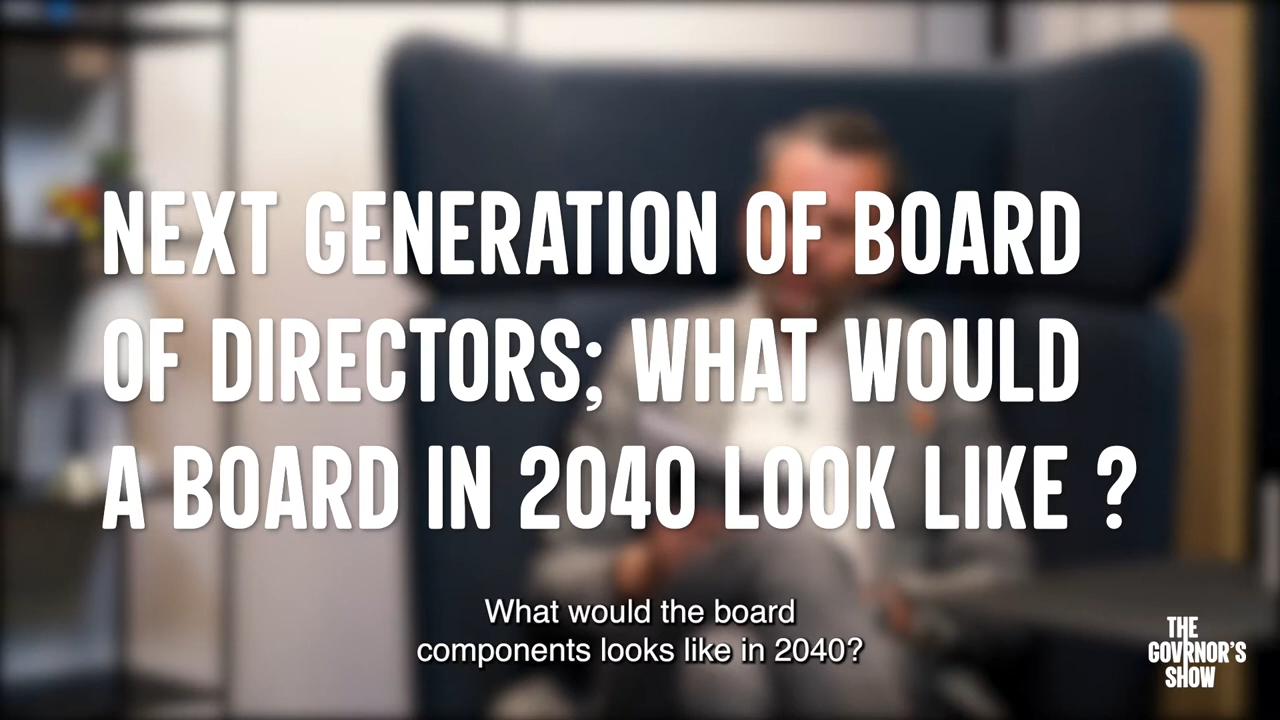 NEXT GENERATION OF BOARD
OF DIRECTORS; WHAT WOULD
A BOARD IN 2040 LOOK LIKE ?
What would the board
components looks like in 2040?
THE
GOVRNOR'S
SHOW